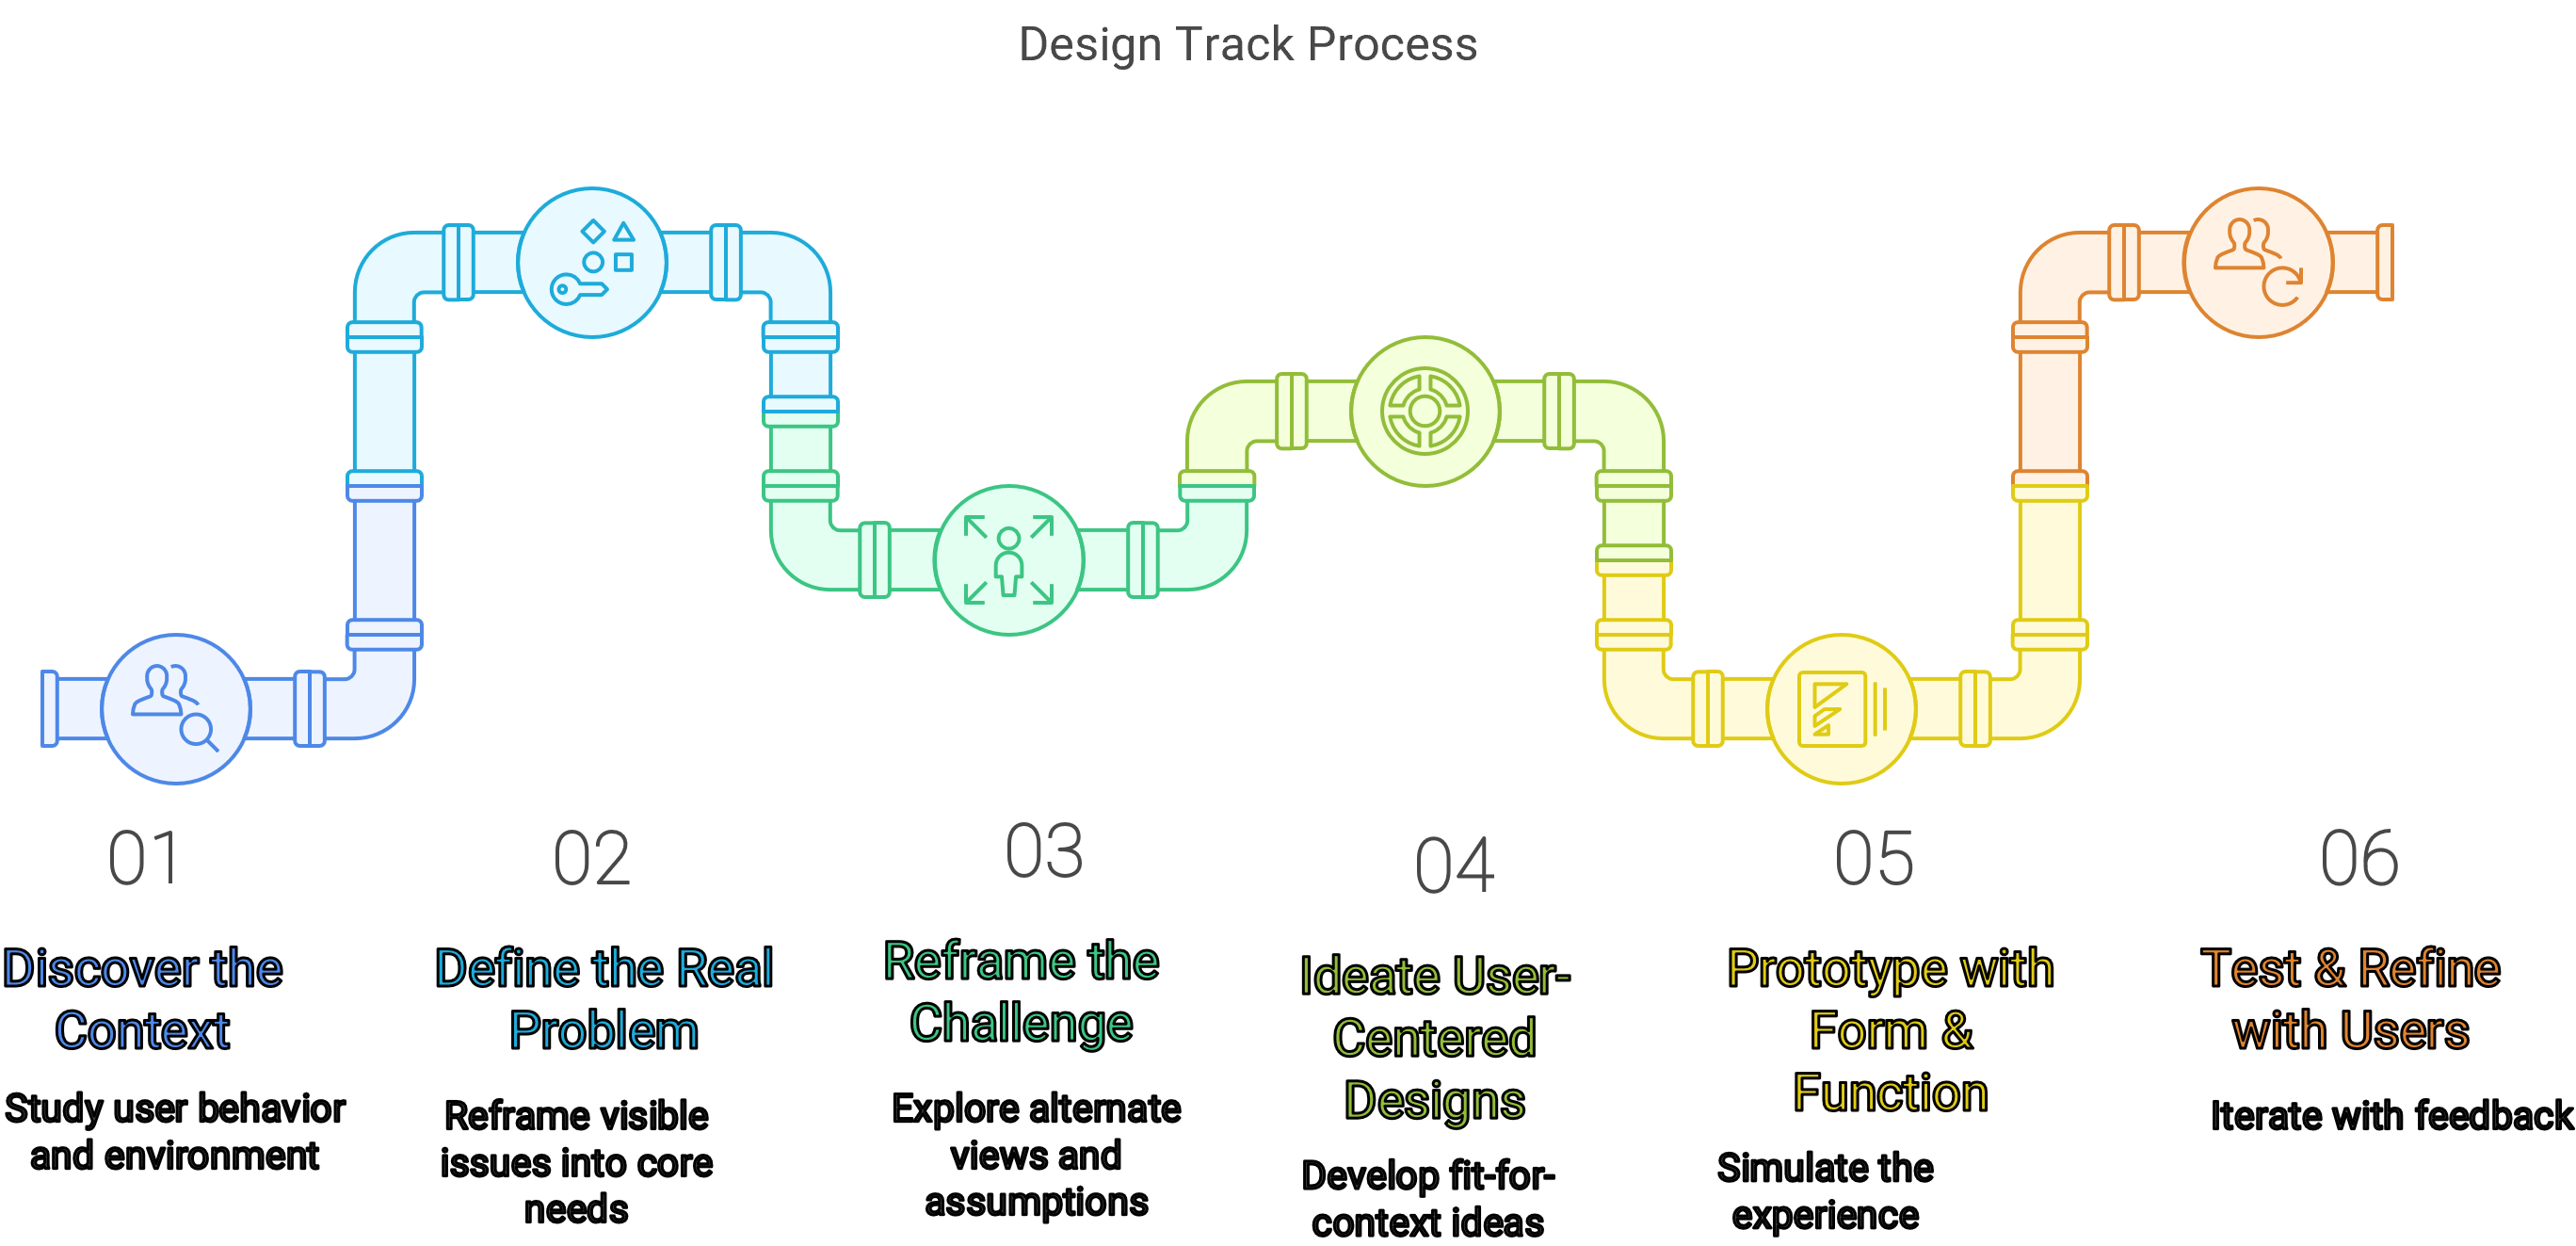 Design Track Process
01
Discover the
Context
Study user behavior
and environment
02
Define the Real
Problem
Reframe visible
issues into core
needs
03
Reframe the
Challenge
Explore alternate
views and
assumptions
04
Ideate User-
Centered
Designs
Develop fit-for-
context ideas
05
Prototype with
Form &
Function
Simulate the
experience
06
Test & Refine
with Users
Iterate with feedback